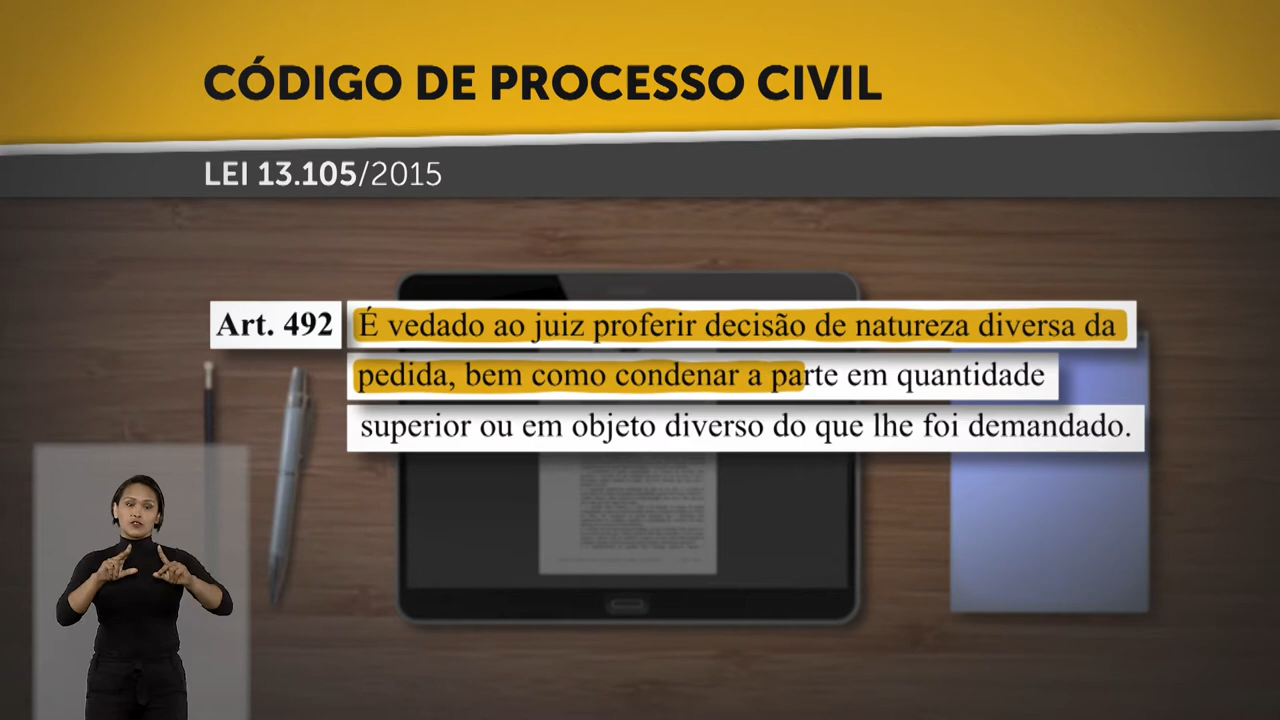 CÓDIGO DE PROCESSO CIVIL
LEI 13.105/2015
Art. 492 É vedado ao juiz proferir decisão de natureza diversa da
pedida, bem como condenar a parte em quantidade
superior ou em objeto diverso do que lhe foi demandado.